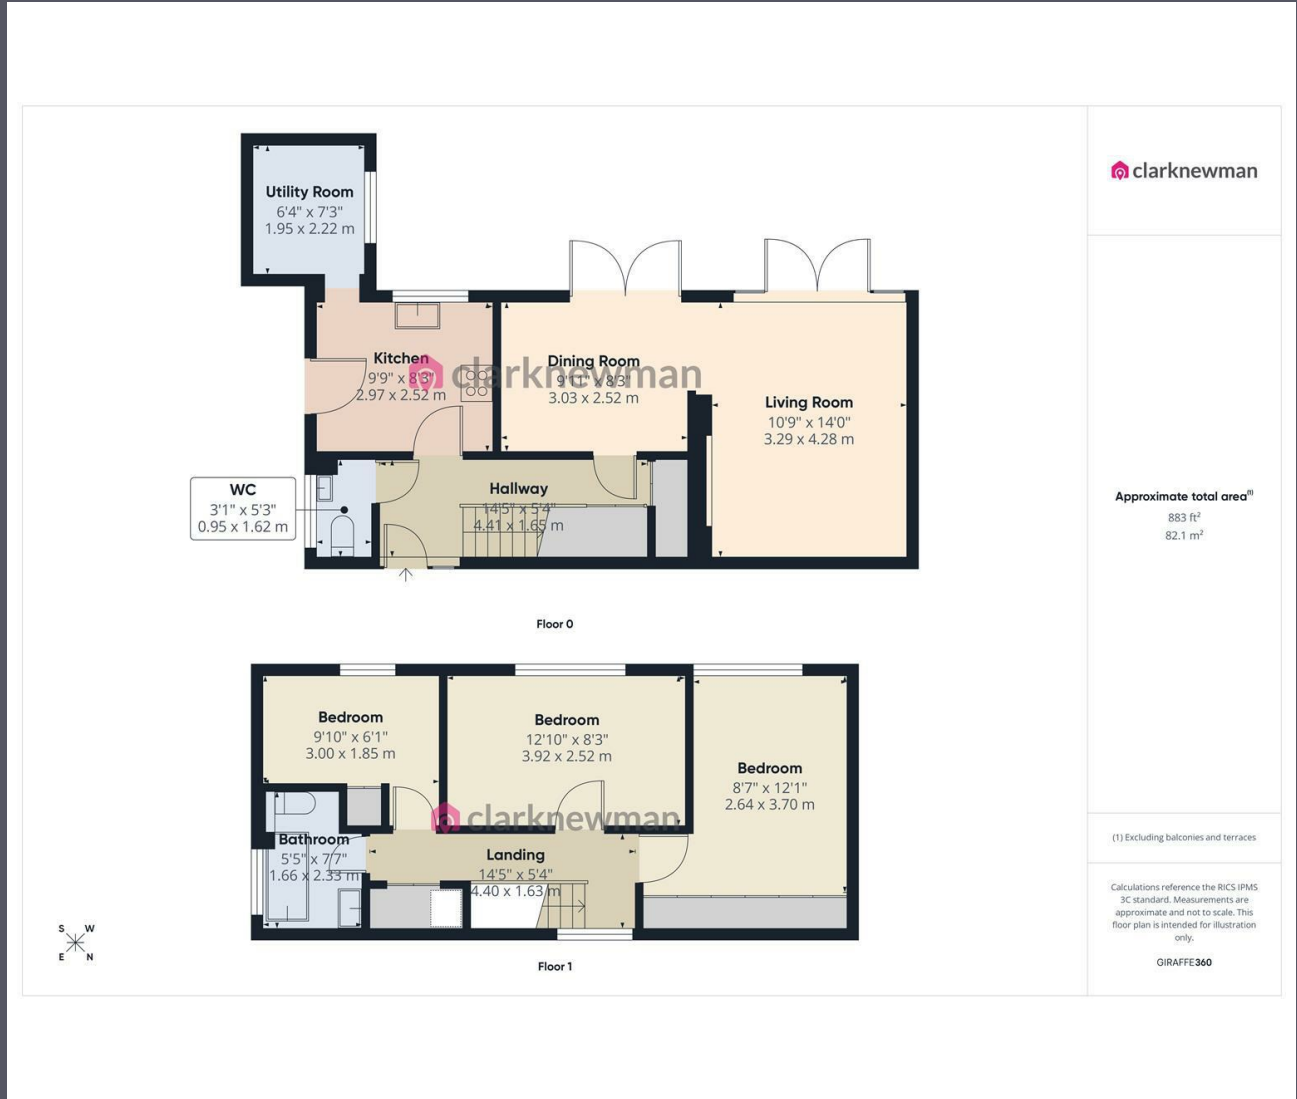 clarknewman
Utility Room
6'4" x 7'3"
1.95 x 2.22 m
Kitchen
9'9" x 8'3"
2.97 x 2.52 m
clarknewman
Dining Room
9'11" x 8'3"
3.03 x 2.52 m
Living Room
10'9" x 14'0"
3.29 x 4.28 m
WC
3'1" x 5'3"
0.95 x 1.62 m
Hallway
14'5" x 5'4"
4.41 x 1.65 m
Floor 0
Bedroom
9'10" x 6'1"
3.00 x 1.85 m
Bedroom
12'10" x 8'3"
3.92 x 2.52 m
Bedroom
8'7" x 12'1"
2.64 x 3.70 m
clarknewman
Bathroom
5'5" x 7'7"
1.66 x 2.33 m
Landing
14'5" x 5'4"
4.40 x 1.63 m
Floor 1
S W
E N
Approximate total area(1)
883 ft²
82.1 m²
(1) Excluding balconies and terraces
Calculations reference the RICS IPMS
3C standard. Measurements are
approximate and not to scale. This
floor plan is intended for illustration
only.
GIRAFFE360